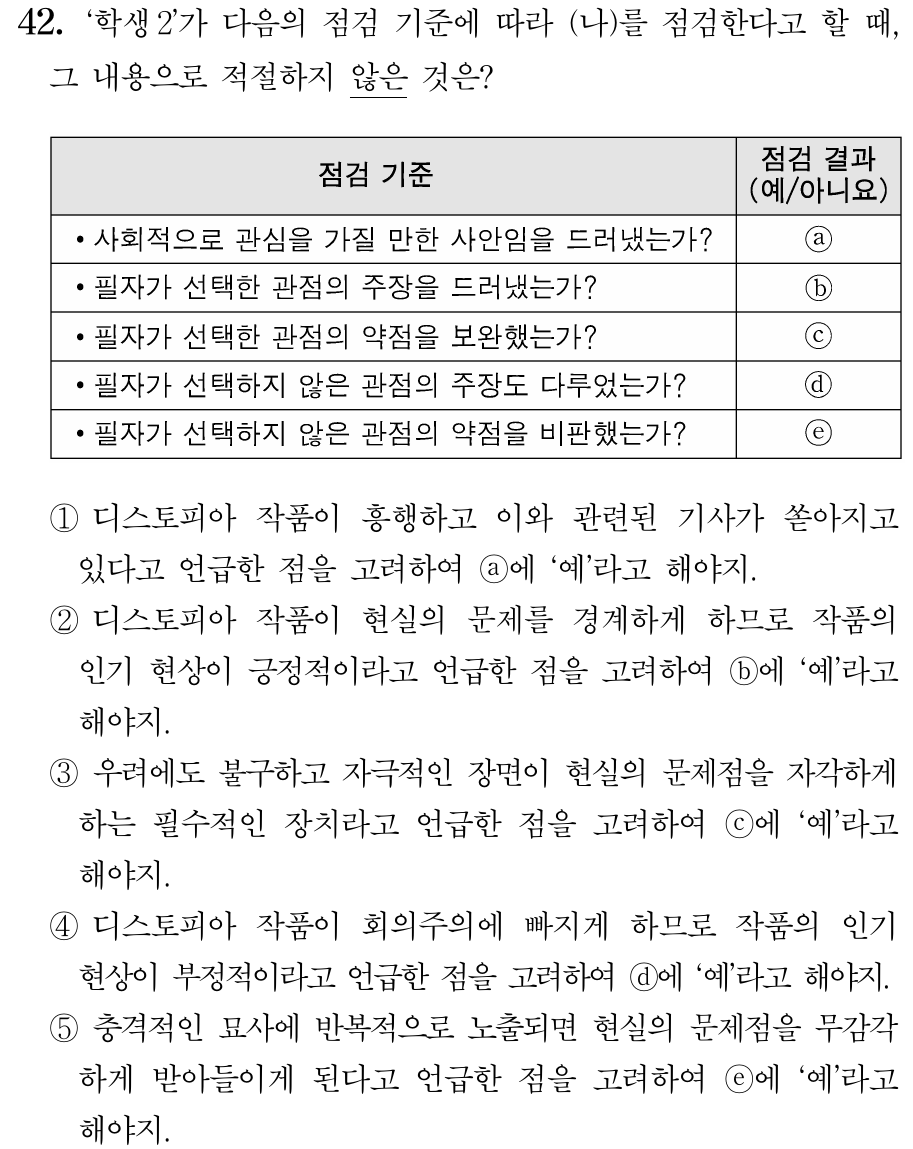 42. ‘학생 2’가 다음의 점검 기준에 따라 (나)를 점검한다고 할 때,
그 내용으로 적절하지 않은 것은?
점검 기준
점검 결과
(예/아니요)
• 사회적으로 관심을 가질 만한 사안임을 드러냈는가?
ⓐ
• 필자가 선택한 관점의 주장을 드러냈는가?
ⓑ
• 필자가 선택한 관점의 약점을 보완했는가?
ⓒ
• 필자가 선택하지 않은 관점의 주장도 다루었는가?
ⓓ
• 필자가 선택하지 않은 관점의 약점을 비판했는가?
ⓔ
① 디스토피아 작품이 흥행하고 이와 관련된 기사가 쏟아지고
있다고 언급한 점을 고려하여 ⓐ에 ‘예’라고 해야지.
② 디스토피아 작품이 현실의 문제를 경계하게 하므로 작품의
인기 현상이 긍정적이라고 언급한 점을 고려하여 ⓑ에 ‘예’라고
해야지.
③ 우려에도 불구하고 자극적인 장면이 현실의 문제점을 자각하게
하는 필수적인 장치라고 언급한 점을 고려하여 ⓒ에 ‘예’라고
해야지.
④ 디스토피아 작품이 회의주의에 빠지게 하므로 작품의 인기
현상이 부정적이라고 언급한 점을 고려하여 ⓓ에 ‘예’라고 해야지.
⑤ 충격적인 묘사에 반복적으로 노출되면 현실의 문제점을 무감각
하게 받아들이게 된다고 언급한 점을 고려하여 ⓔ에 ‘예’라고
해야지.